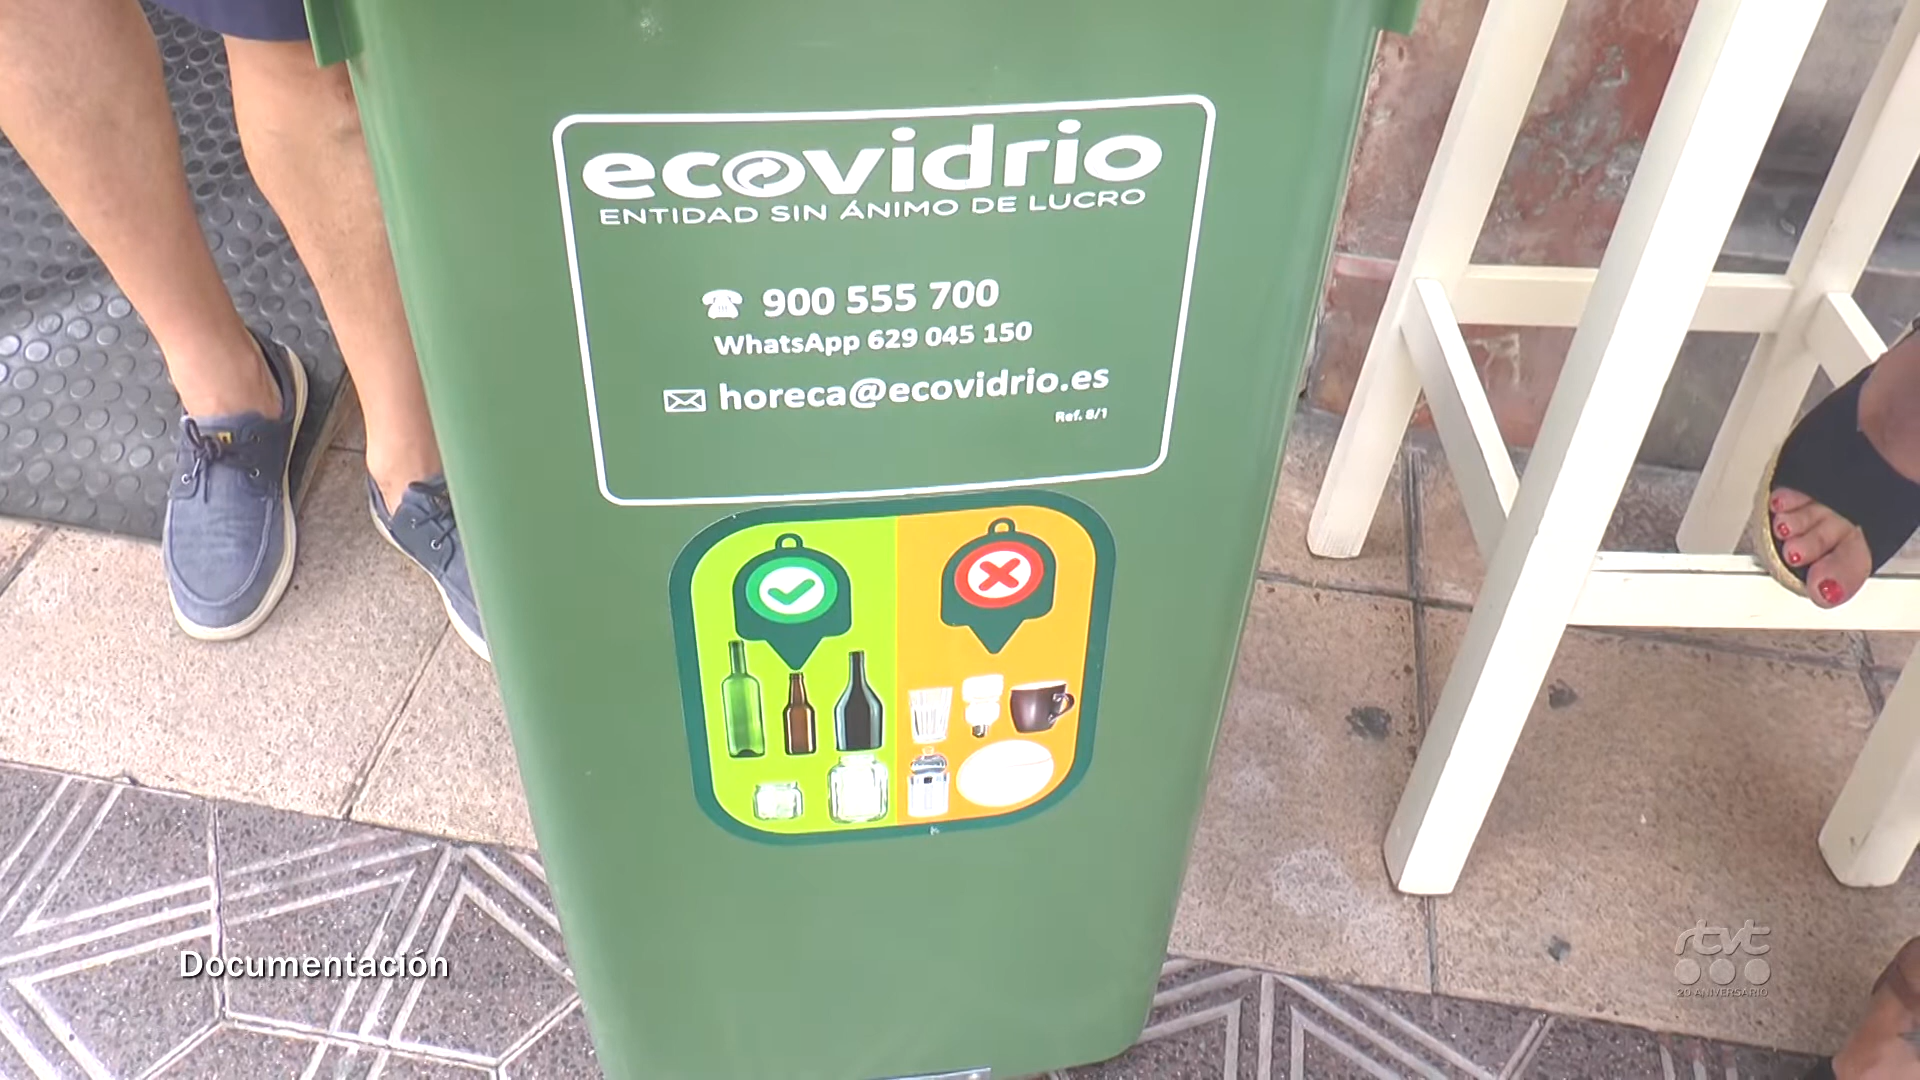 ecovidrio
ENTIDAD SIN ÁNIMO DE LUCRO
900 555 700
WhatsApp 629 045 150
horeca@ecovidrio.es
Ref. 8/1
Documentación
rtvt
20 ANIVERSARIO